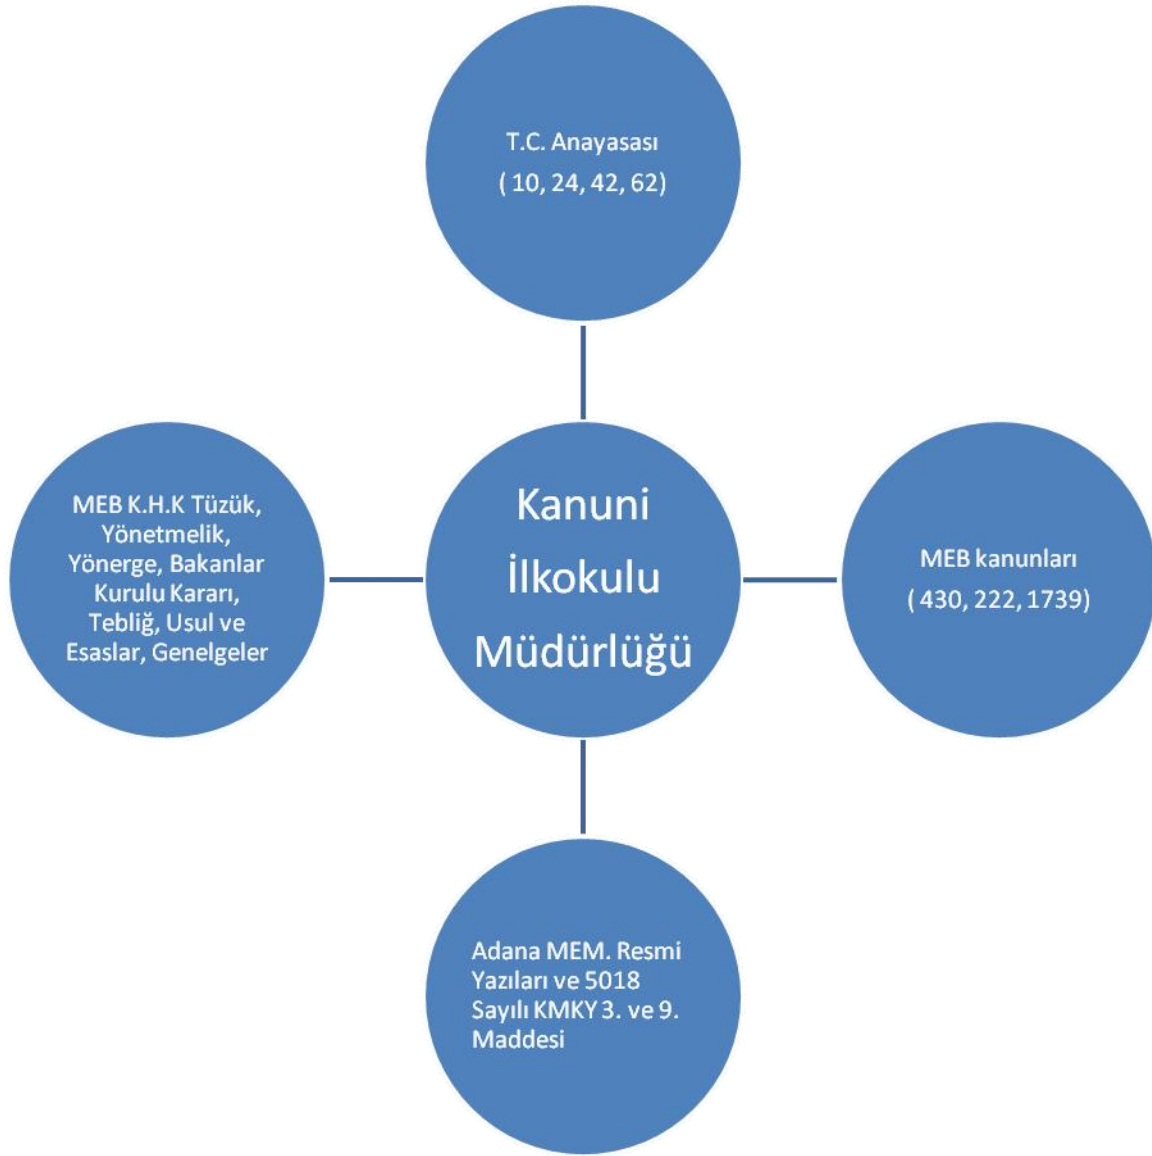 T.C. Anayasası
( 10, 24, 42, 62)
MEB K.H.K Tüzük,
Yönetmelik,
Yönerge, Bakanlar
Kurulu Kararı,
Tebliğ, Usul ve
Esaslar, Genelgeler
Kanuni
İlkokulu
Müdürlüğü
MEB kanunları
( 430, 222, 1739)
Adana MEM. Resmi
Yazıları ve 5018
Sayılı KMKY 3. ve 9.
Maddesi